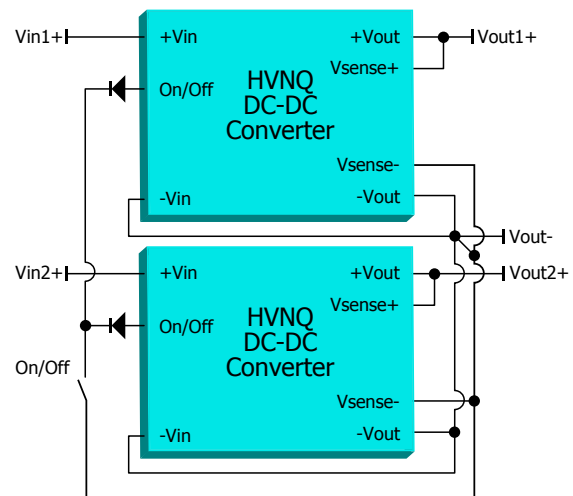 Vin1+
+Vin
+Vout
Vout1+
Vsense+
On/Off
HVNQ
DC-DC
Converter
Vsense-
-Vin
-Vout
Vout-
Vin2+
+Vin
+Vout
Vout2+
Vsense+
On/Off
HVNQ
DC-DC
Converter
On/Off
Vsense-
-Vin
-Vout